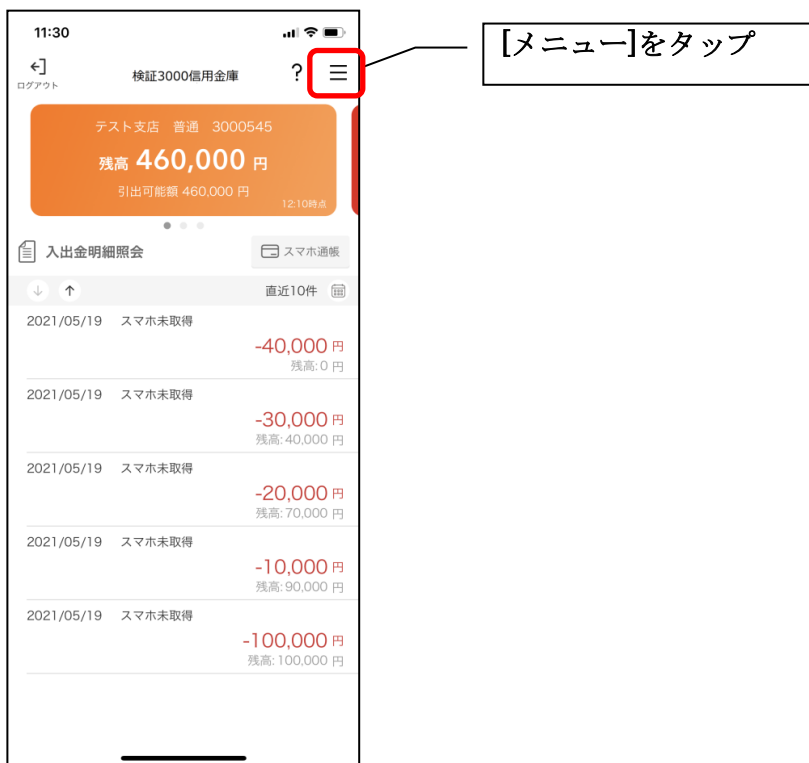 11:30
ログアウト
検証3000信用金庫
?
[メニュー]をタップ
テスト支店 普通 3000545
残高 460,000 円
引出可能額 460,000 円
12:10時点
入出金明細照会
スマホ通帳
↓ ↑
直近10件
2021/05/19 スマホ未取得
-40,000 円
残高:0 円
2021/05/19 スマホ未取得
-30,000 円
残高:40,000 円
2021/05/19 スマホ未取得
-20,000 円
残高:70,000 円
2021/05/19 スマホ未取得
-10,000 円
残高:90,000 円
2021/05/19 スマホ未取得
-100,000 円
残高:100,000 円